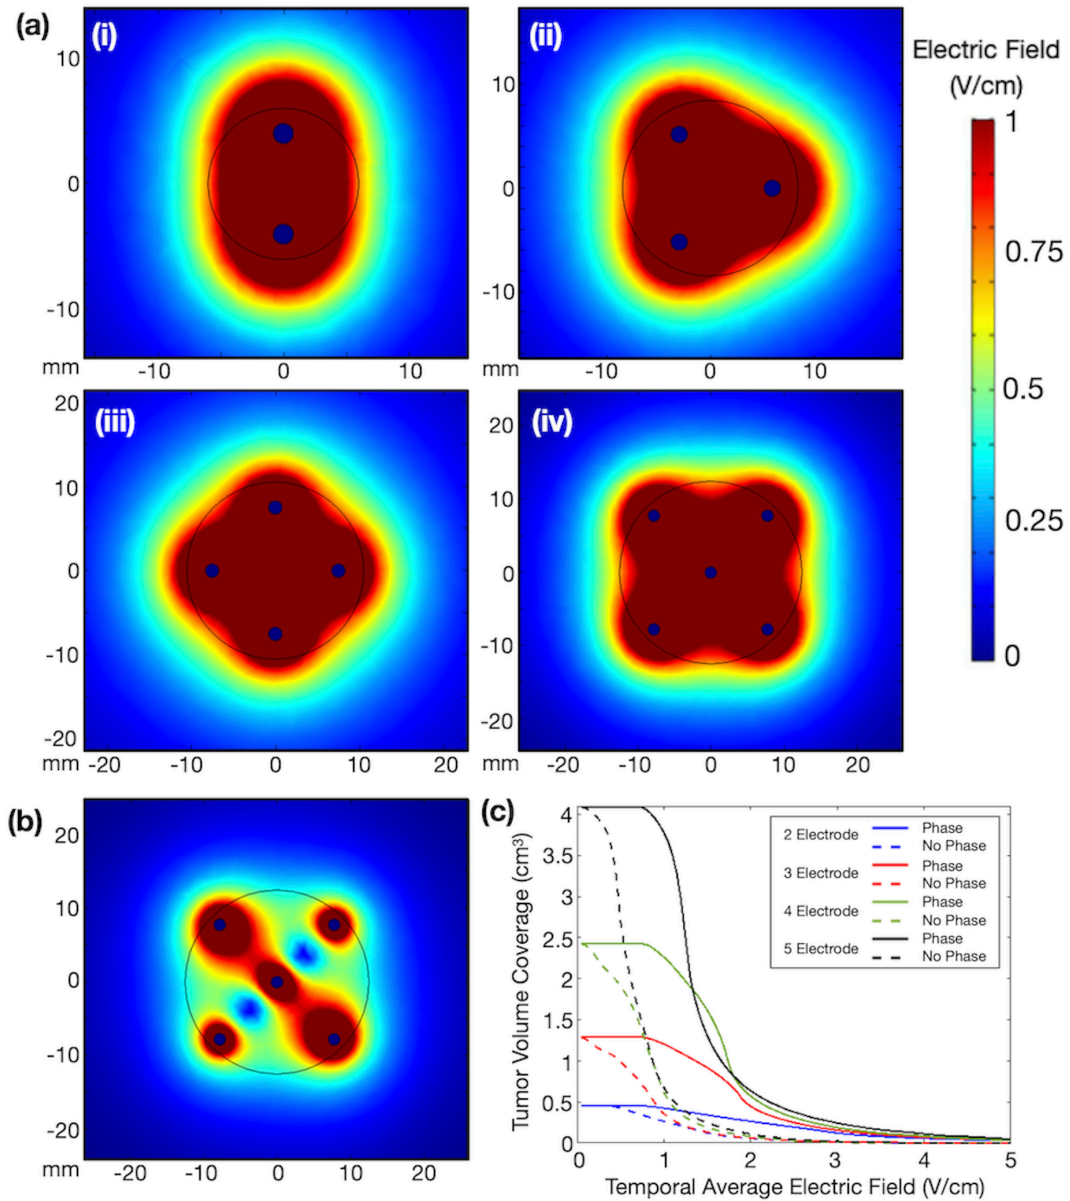 (a)
(i)
10
0
-10
mm
-10
0
10
(ii)
10
0
-10
mm
-10
0
10
Electric Field
(V/cm)
1
0.75
0.5
0.25
0
(iii)
20
10
0
-10
-20
mm
-20
-10
0
10
20
(iv)
20
10
0
-10
-20
mm
-20
-10
0
10
20
(b)
20
10
0
-10
-20
-20
-10
0
10
20
(c)
Tumor Volume Coverage (cm³)
4
3.5
3
2.5
2
1.5
1
0.5
0
2 Electrode
Phase
No Phase
3 Electrode
Phase
No Phase
4 Electrode
Phase
No Phase
5 Electrode
Phase
No Phase
0
1
2
3
4
5
Temporal Average Electric Field (V/cm)